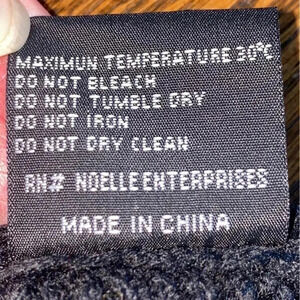 MAXIMUN TEMPERATURE 30°C
DO NOT BLEACH
DO NOT TUMBLE DRY
DO NOT IRON
DO NOT DRY CLEAN
RN# NOELLE ENTERPRISES
MADE IN CHINA